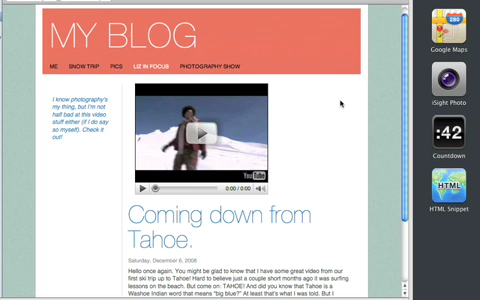 MY BLOG
ME SNOW TRIP PICS LIZ IN FOCUS PHOTOGRAPHY SHOW
I know photography's
my thing, but I'm not
half bad at this video
stuff either (if I do say
so myself). Check it
out!
You Tube
0:00 / 0:00
Coming down from
Tahoe.
Saturday, December 6, 2008
Hello once again. You might be glad to know that I have some great video from our
first ski trip up to Tahoe! Hard to believe just a couple short months ago it was surfing
lessons on the beach. But come on: TAHOE! And did you know that Tahoe is a
Washoe Indian word that means "big blue?" At least that's what I was told. But I
280
Google Maps
iSight Photo
:42
Countdown
HTML
HTML Snippet